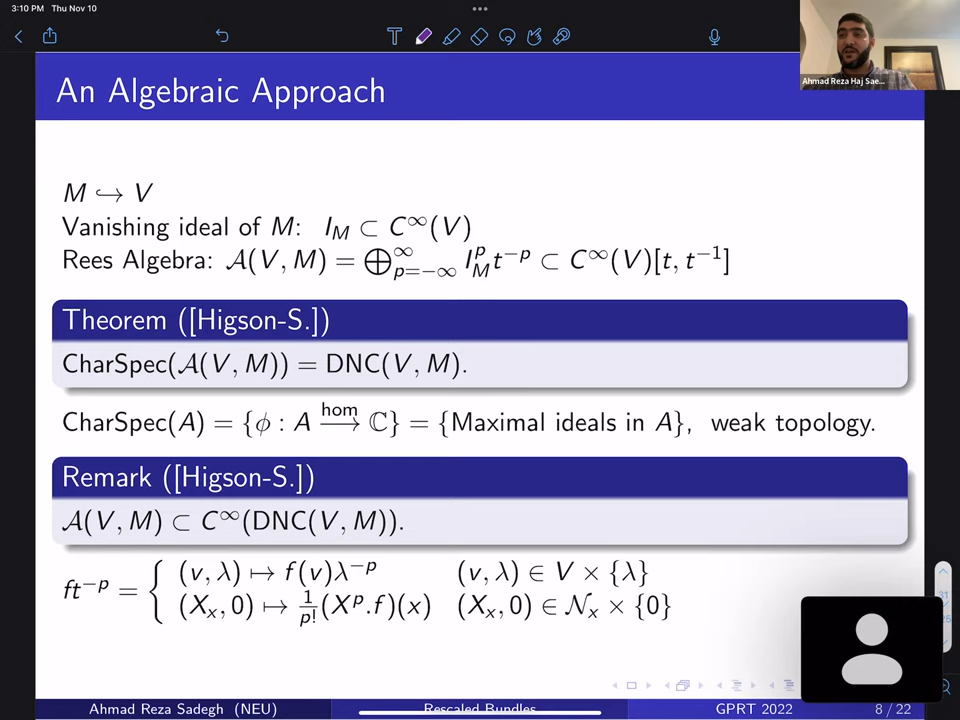 3:10 PM Thu Nov 10
Ahmad Reza Haj Sae...
An Algebraic Approach
M ↪ V
Vanishing ideal of M: I_M ⊂ C^∞(V)
Rees Algebra: 𝒜(V, M) = ⊕_{p=−∞}^∞ I_M^p t^{−p} ⊂ C^∞(V)[t, t^{−1}]
Theorem ([Higson-S.])
CharSpec(𝒜(V, M)) = DNC(V, M).
CharSpec(A) = {ϕ : A \xrightarrow{hom} ℂ} = {Maximal ideals in A}, weak topology.
Remark ([Higson-S.])
𝒜(V, M) ⊂ C^∞(DNC(V, M)).
ft^{−p} = { (v, λ) ↦ f(v)λ^{−p} (v, λ) ∈ V × {λ}
(X_x, 0) ↦ \frac{1}{p!}(X^p.f)(x) (X_x, 0) ∈ 𝒩_x × {0}
Ahmad Reza Sadegh (NEU) Rescaled Bundles GPRT 2022 8 / 22